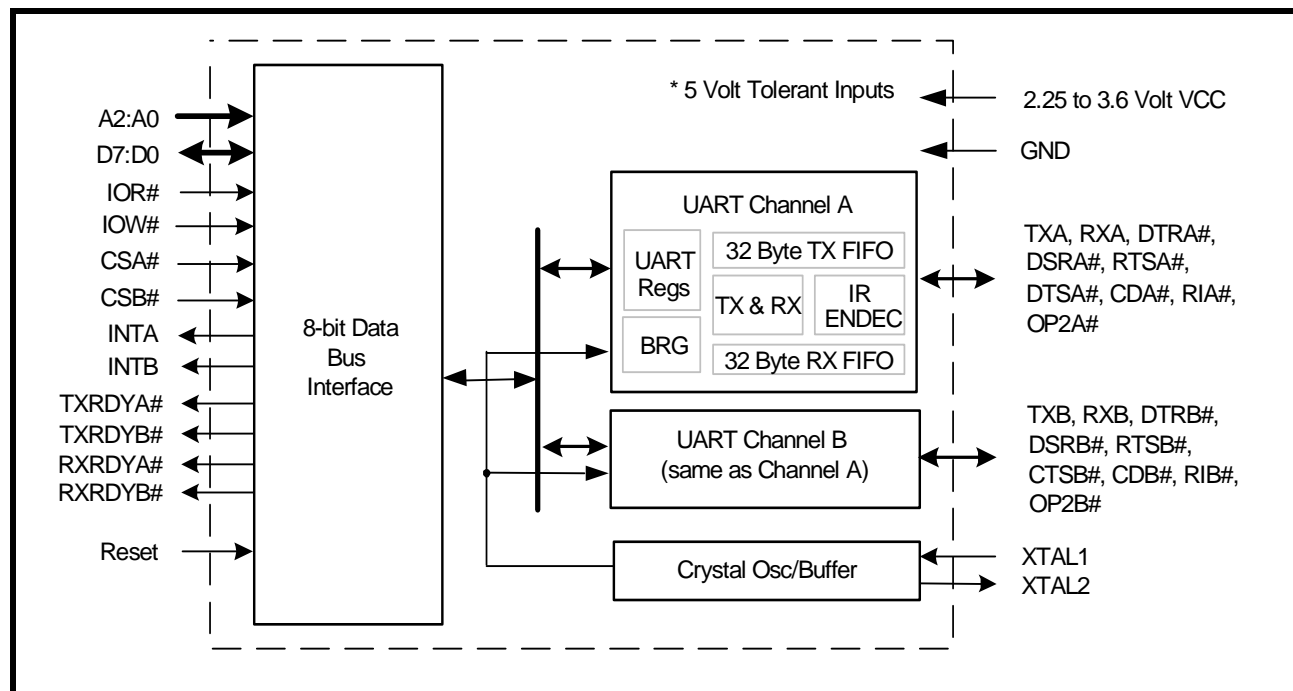 A2:A0
D7:D0
IOR#
IOW#
CSA#
CSB#
INTA
INTB
TXRDYA#
TXRDYB#
RXRDYA#
RXRDYB#
Reset
8-bit Data
Bus
Interface
* 5 Volt Tolerant Inputs
2.25 to 3.6 Volt VCC
GND
UART Channel A
UART
Regs
BRG
32 Byte TX FIFO
TX & RX
IR
ENDEC
32 Byte RX FIFO
TXA, RXA, DTRA#,
DSRA#, RTSA#,
DTSA#, CDA#, RIA#,
OP2A#
UART Channel B
(same as Channel A)
TXB, RXB, DTRB#,
DSRB#, RTSB#,
CTSB#, CDB#, RIB#,
OP2B#
Crystal Osc/Buffer
XTAL1
XTAL2